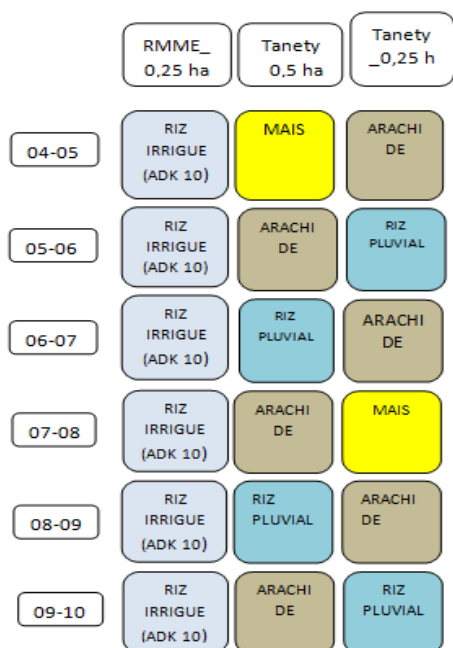 RMME_
0,25 ha
Tanety
0,5 ha
Tanety
_0,25 h
04-05
RIZ
IRRIGUE
(ADK 10)
MAIS
ARACHI
DE
05-06
RIZ
IRRIGUE
(ADK 10)
ARACHI
DE
RIZ
PLUVIAL
06-07
RIZ
IRRIGUE
(ADK 10)
RIZ
PLUVIAL
ARACHI
DE
07-08
RIZ
IRRIGUE
(ADK 10)
ARACHI
DE
MAIS
08-09
RIZ
IRRIGUE
(ADK 10)
RIZ
PLUVIAL
ARACHI
DE
09-10
RIZ
IRRIGUE
(ADK 10)
ARACHI
DE
RIZ
PLUVIAL